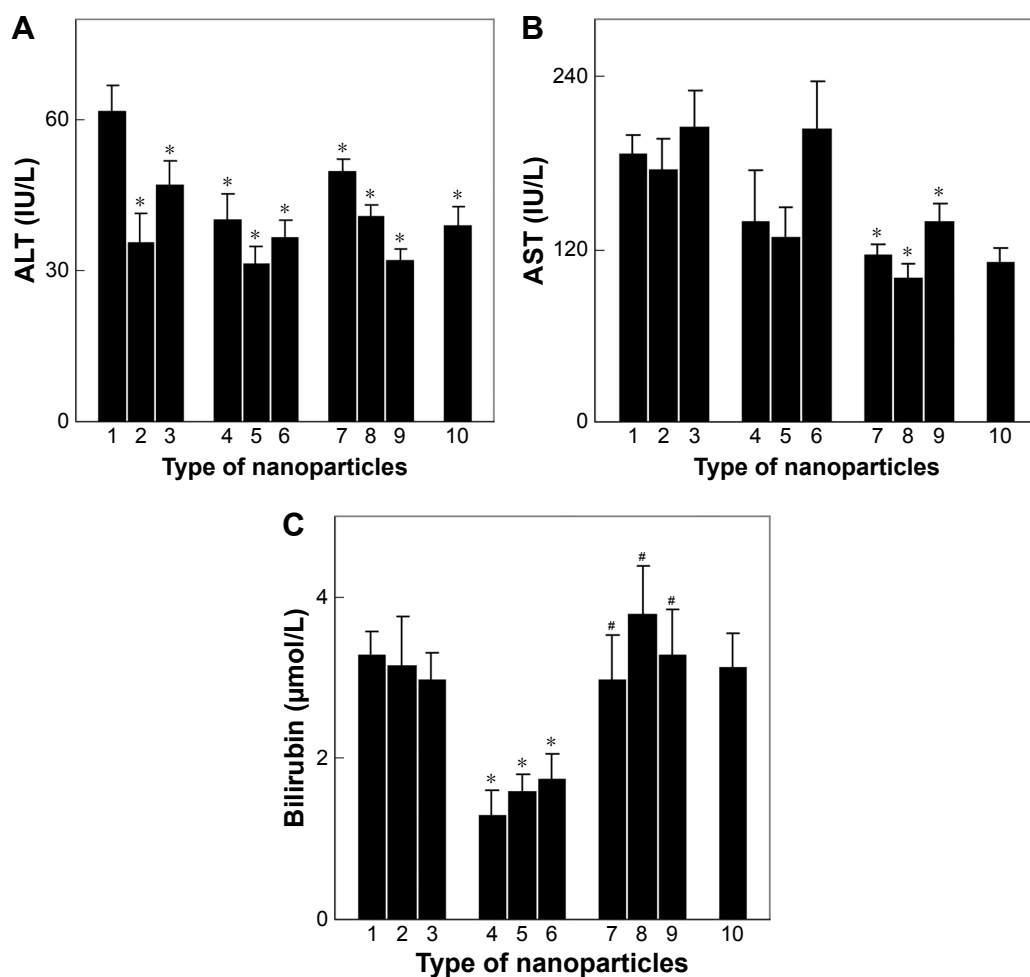 A
ALT (IU/L)
60
30
0
* * * * * * * * *
1 2 3 4 5 6 7 8 9 10
Type of nanoparticles
B
AST (IU/L)
240
120
0
* * *
1 2 3 4 5 6 7 8 9 10
Type of nanoparticles
C
Bilirubin (µmol/L)
4
2
0
* * * # # #
1 2 3 4 5 6 7 8 9 10
Type of nanoparticles